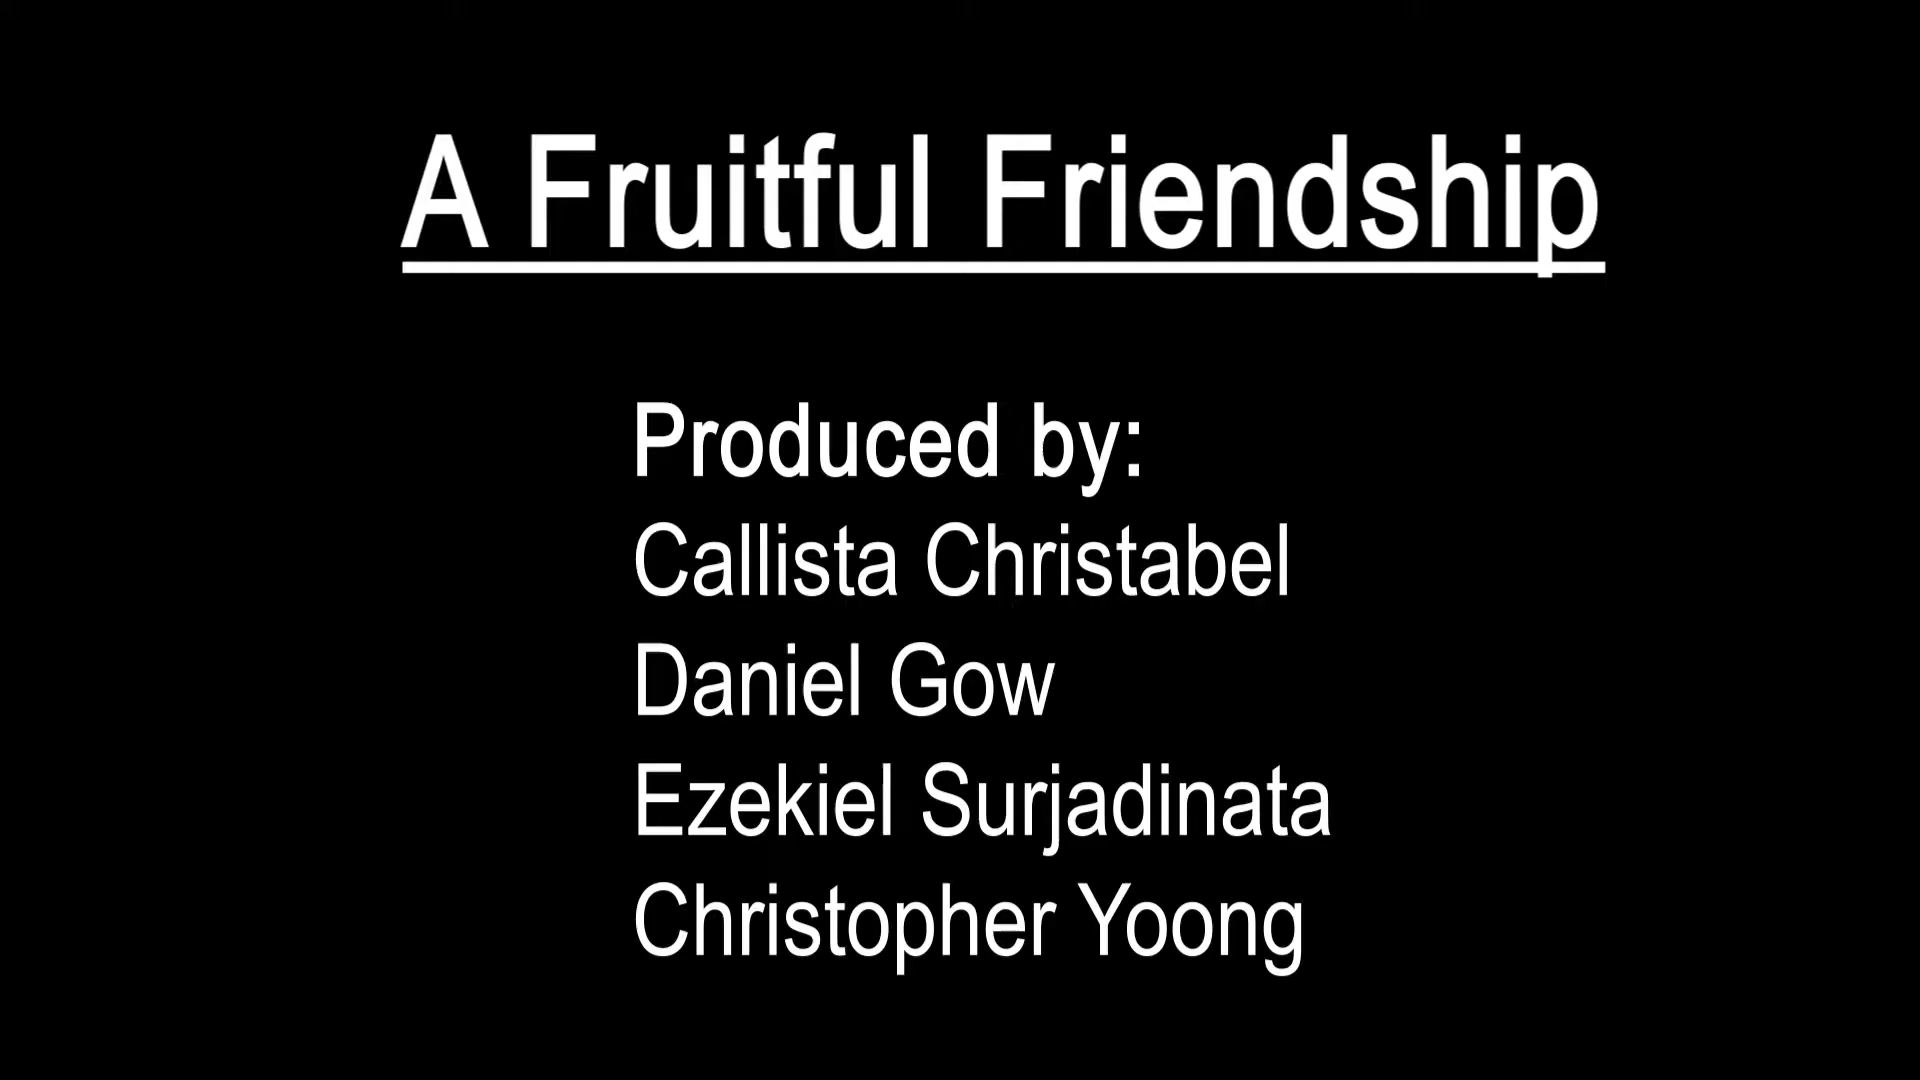 A Fruitful Friendship
Produced by:
Callista Christabel
Daniel Gow
Ezekiel Surjadinata
Christopher Yoong